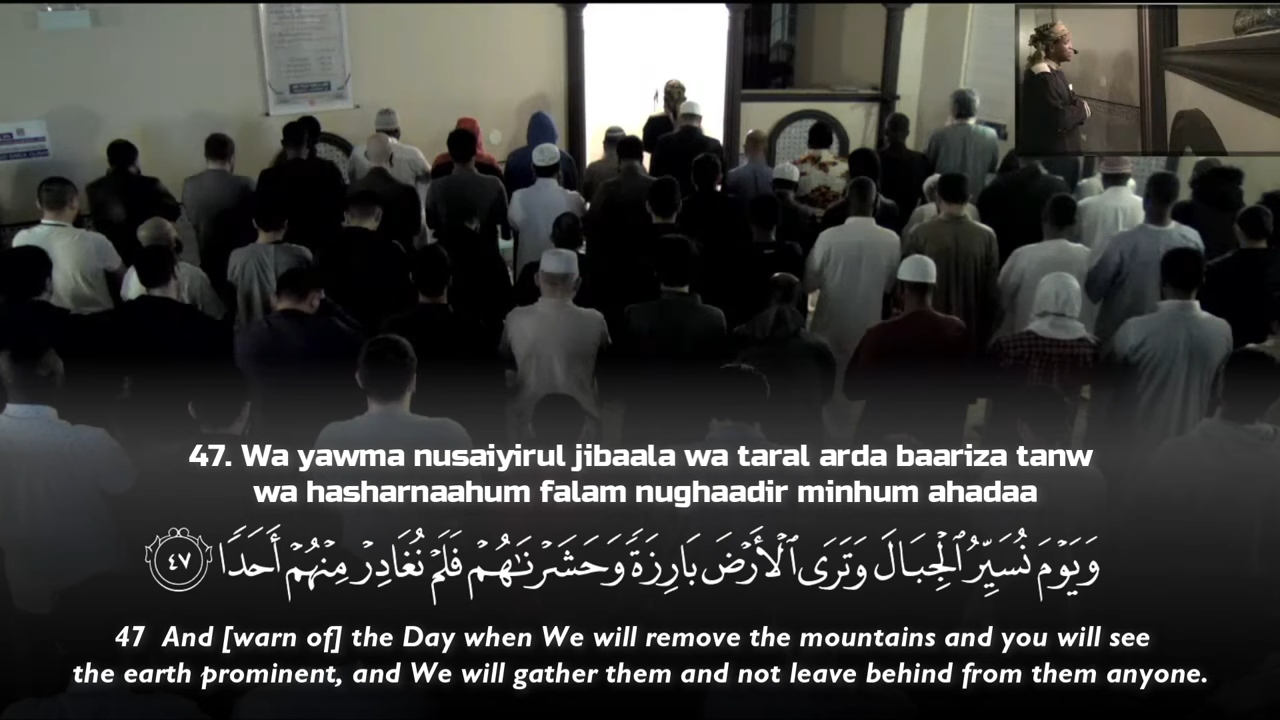 47. Wa yawma nusaiyirul jibaala wa taral arda baariza tanw
wa hasharnaahum falam nughaadir minhum ahadaa
وَيَوْمَ نُسَيِّرُ ٱلْجِبَالَ وَتَرَى ٱلْأَرْضَ بَارِزَةً وَحَشَرْنَٰهُمْ فَلَمْ نُغَادِرْ مِنْهُمْ أَحَدًا ٤٧
47 And [warn of] the Day when We will remove the mountains and you will see
the earth prominent, and We will gather them and not leave behind from them anyone.